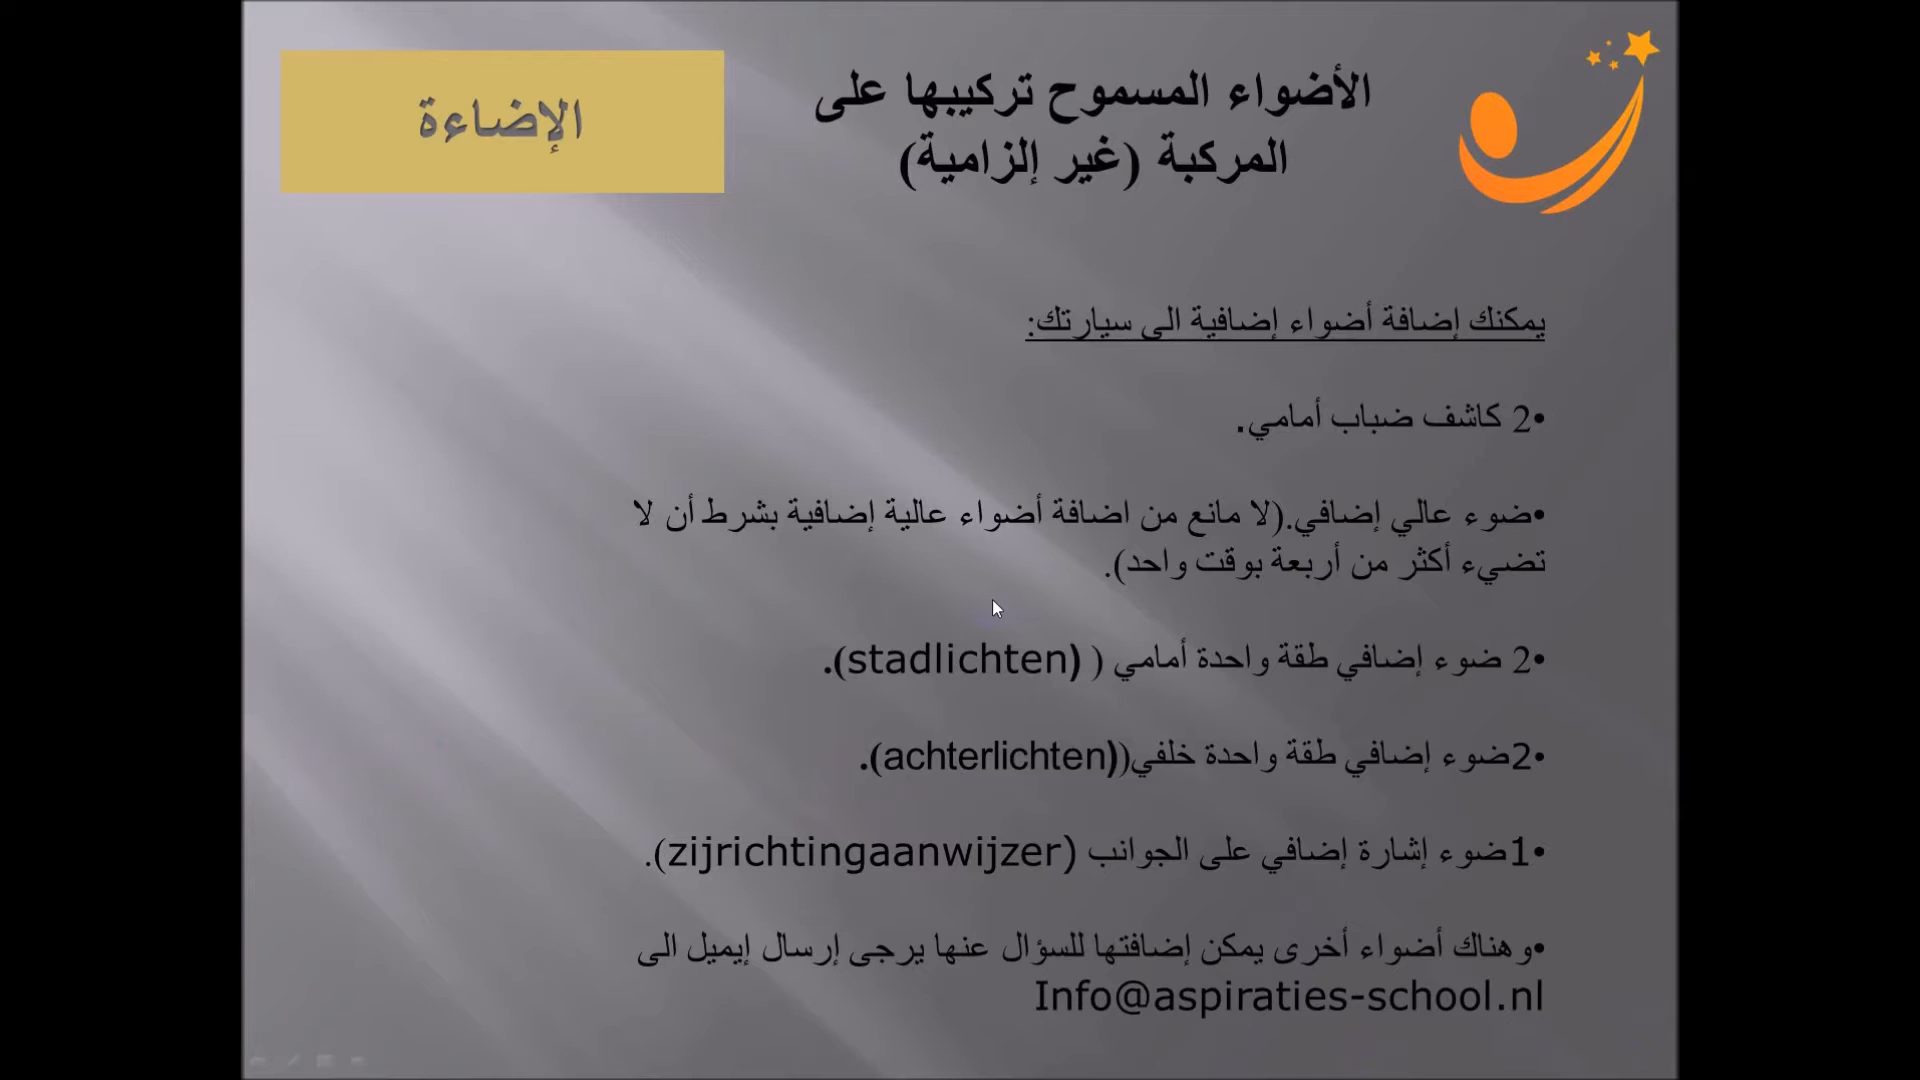 الإضاءة
الأضواء المسموح تركيبها على
المركبة (غير إلزامية)
يمكنك إضافة أضواء إضافية الى سيارتك:
•2 كاشف ضباب أمامي.
•ضوء عالي إضافي.(لا مانع من اضافة أضواء عالية إضافية بشرط أن لا
تضيء أكثر من أربعة بوقت واحد).
•2 ضوء إضافي طقة واحدة أمامي ( (stadlichten).
•2ضوء إضافي طقة واحدة خلفي((achterlichten).
•1ضوء إشارة إضافي على الجوانب (zijrichtingaanwijzer).
•وهناك أضواء أخرى يمكن إضافتها للسؤال عنها يرجى إرسال إيميل الى
Info@aspiraties-school.nl